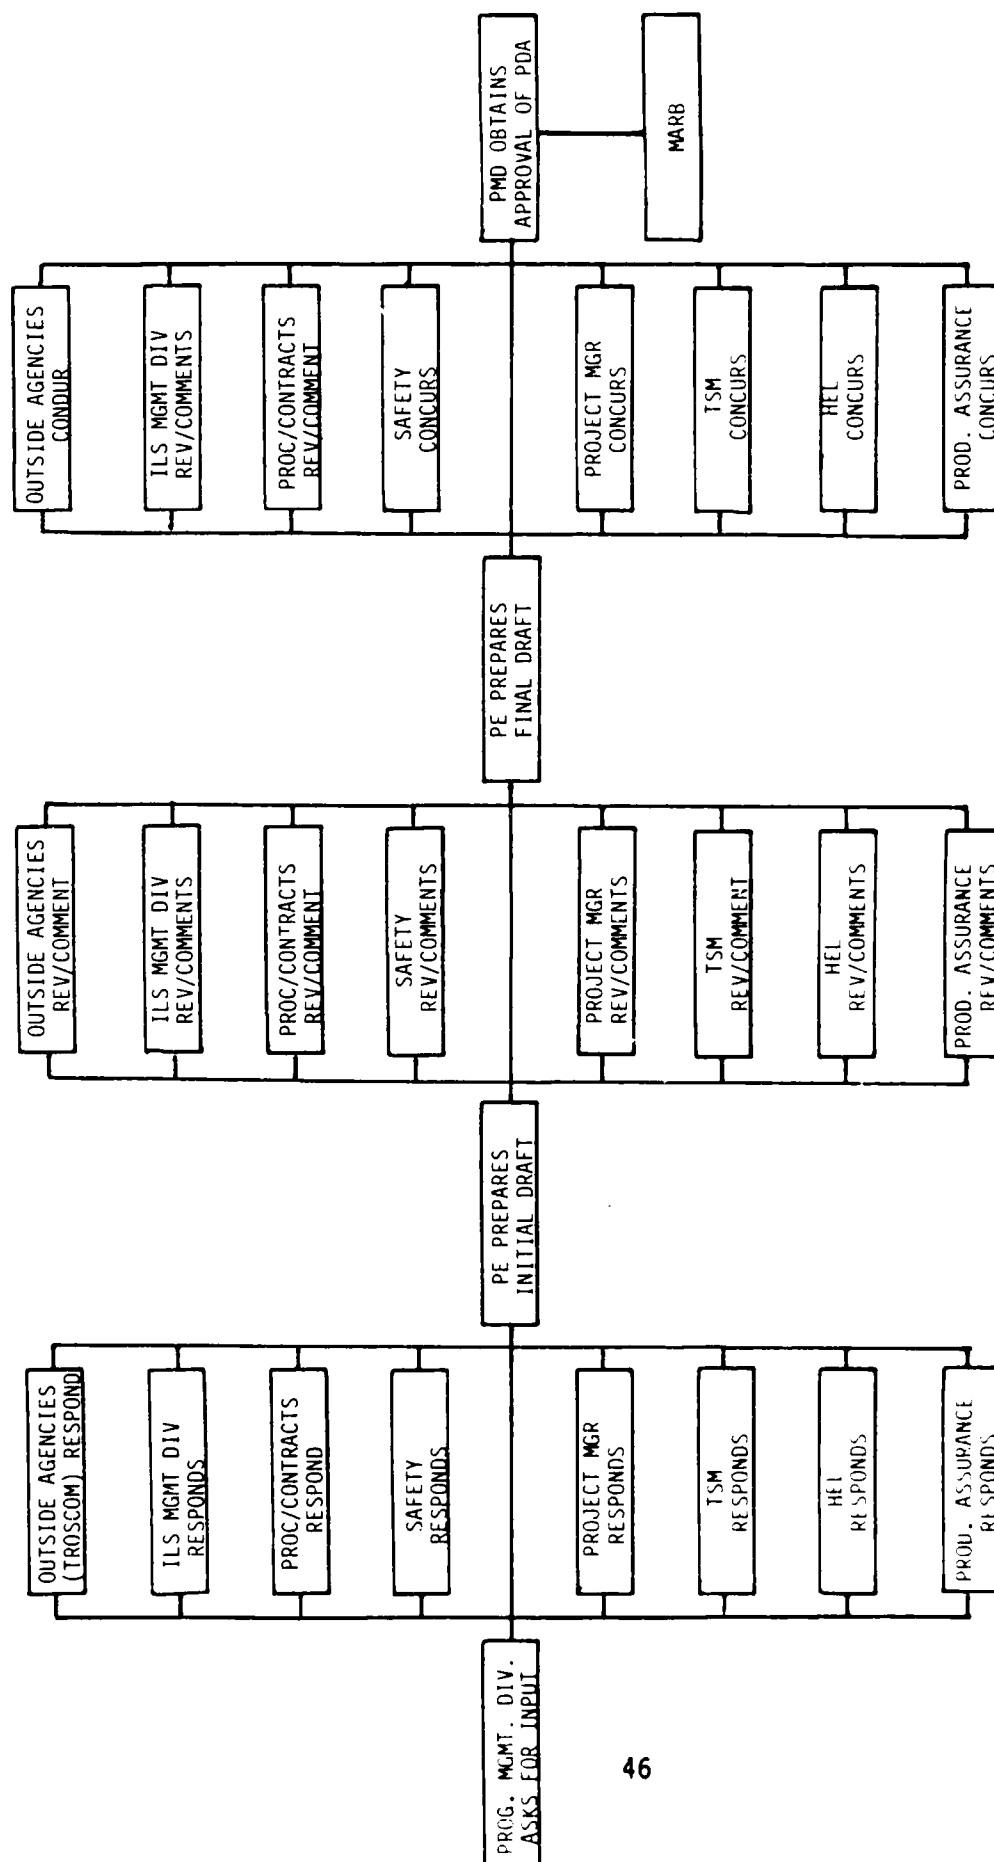 PROG. MGMT. DIV.
ASKS FOR INPUT
OUTSIDE AGENCIES
(TROSCOM) RESPOND
ILS MGMT DIV
RESPONDS
PROC/CONTRACTS
RESPOND
SAFETY
RESPONDS
PROJECT MGR
RESPONDS
TSM
RESPONDS
HEL
RESPONDS
PROD. ASSURANCE
RESPONDS
PE PREPARES
INITIAL DRAFT
OUTSIDE AGENCIES
REV/COMMENT
ILS MGMT DIV
REV/COMMENTS
PROC/CONTRACTS
REV/COMMENT
SAFETY
REV/COMMENTS
PROJECT MGR
REV/COMMENTS
TSM
REV/COMMENT
HEL
REV/COMMENTS
PROD. ASSURANCE
REV/COMMENTS
PE PREPARES
FINAL DRAFT
OUTSIDE AGENCIES
CONDUR
ILS MGMT DIV
REV/COMMENTS
PROC/CONTRACTS
REV/COMMENT
SAFETY
CONCURS
PROJECT MGR
CONCURS
TSM
CONCURS
HEL
CONCURS
PROD. ASSURANCE
CONCURS
PMD OBTAINS
APPROVAL OF PDA
MARB
46